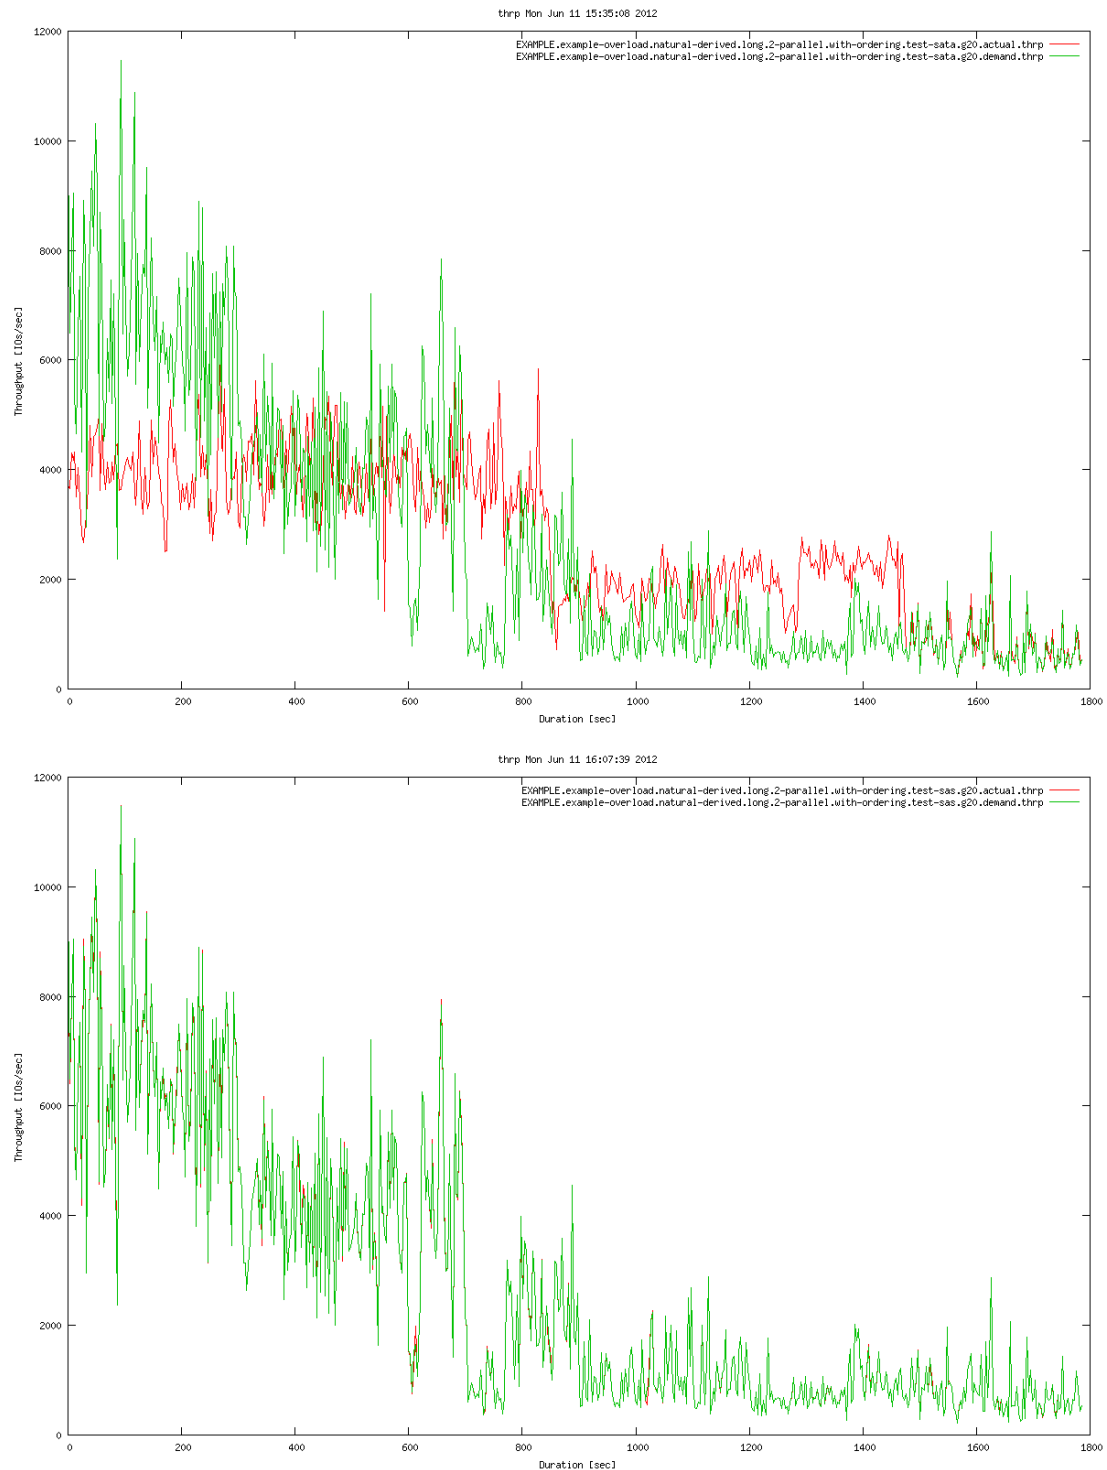 thrp Mon Jun 11 15:35:08 2012
EXAMPLE.example-overload.natural-derived.long.2-parallel.with-ordering.test-sata.g20.actual.thrp
EXAMPLE.example-overload.natural-derived.long.2-parallel.with-ordering.test-sata.g20.demand.thrp
12000
10000
8000
6000
4000
2000
0
Throughput [IOs/sec]
0 200 400 600 800 1000 1200 1400 1600 1800
Duration [sec]
thrp Mon Jun 11 16:07:39 2012
EXAMPLE.example-overload.natural-derived.long.2-parallel.with-ordering.test-sas.g20.actual.thrp
EXAMPLE.example-overload.natural-derived.long.2-parallel.with-ordering.test-sas.g20.demand.thrp
12000
10000
8000
6000
4000
2000
0
Throughput [IOs/sec]
0 200 400 600 800 1000 1200 1400 1600 1800
Duration [sec]